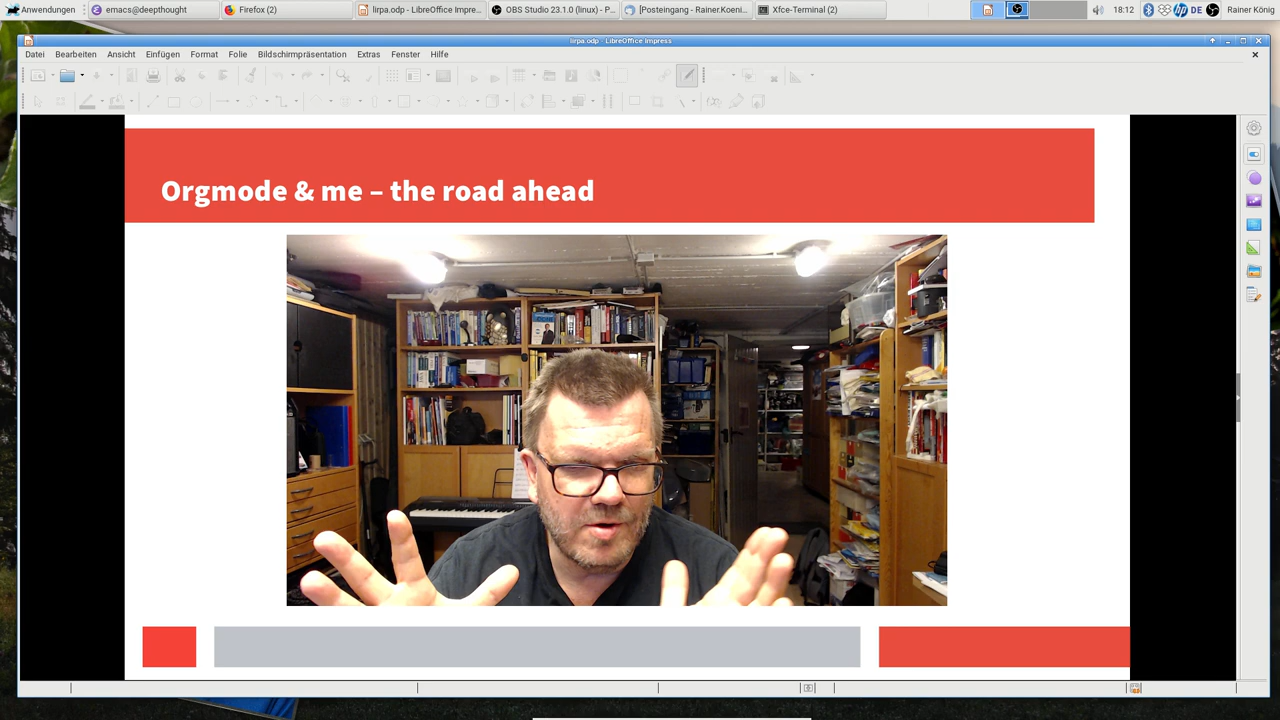 Anwendungen
emacs@deepthought
Firefox (2)
lirpa.odp - LibreOffice Impre...
OBS Studio 23.1.0 (linux) - P...
[Posteingang - Rainer.Koeni...
Xfce-Terminal (2)
18:12
DE
Rainer König
lirpa.odp - LibreOffice Impress
Datei Bearbeiten Ansicht Einfügen Format Folie Bildschirmpräsentation Extras Fenster Hilfe
Orgmode & me – the road ahead